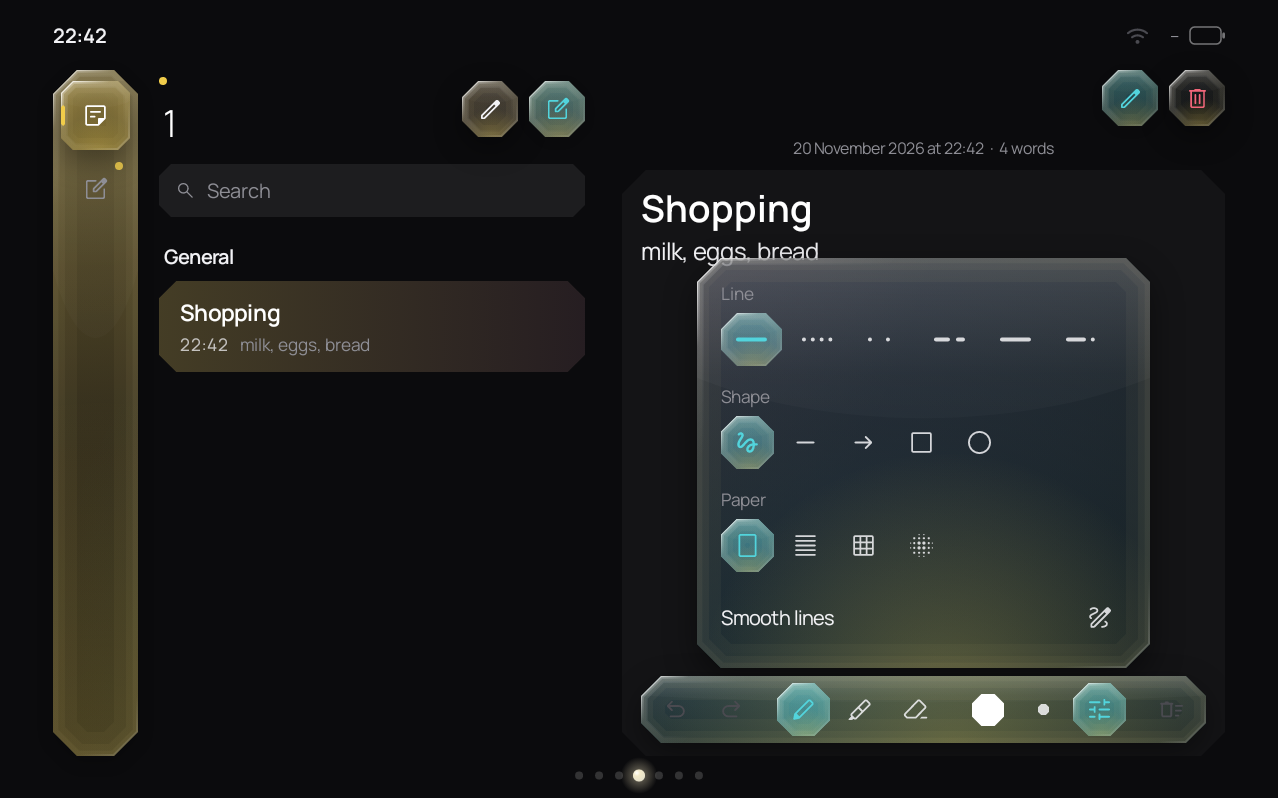 22:42
1
Search
General
Shopping
22:42 milk, eggs, bread
20 November 2026 at 22:42 · 4 words
Shopping
milk, eggs, bread
Line
Shape
Paper
Smooth lines